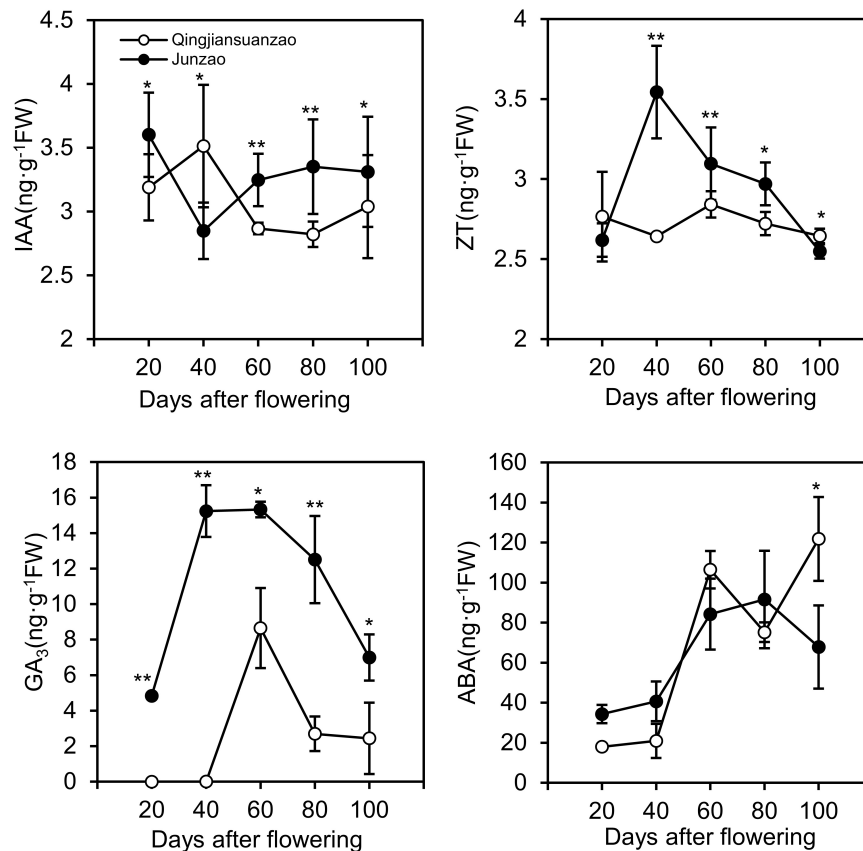 4.5
4
3.5
3
2.5
2
IAA(ng·g⁻¹FW)
Qingjiansuanzao
Junzao
* * ** ** *
20 40 60 80 100
Days after flowering
4
3.5
3
2.5
2
ZT(ng·g⁻¹FW)
** ** * *
20 40 60 80 100
Days after flowering
18
16
14
12
10
8
6
4
2
0
GA₃(ng·g⁻¹FW)
** ** * ** *
20 40 60 80 100
Days after flowering
160
140
120
100
80
60
40
20
0
ABA(ng·g⁻¹FW)
*
20 40 60 80 100
Days after flowering